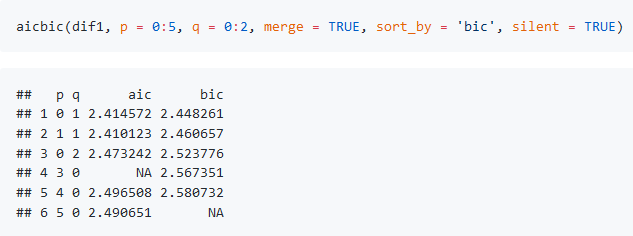 aicbic(dif1, p = 0:5, q = 0:2, merge = TRUE, sort_by = 'bic', silent = TRUE)
##   p q      aic      bic
## 1 0 1 2.414572 2.448261
## 2 1 1 2.410123 2.460657
## 3 0 2 2.473242 2.523776
## 4 3 0       NA 2.567351
## 5 4 0 2.496508 2.580732
## 6 5 0 2.490651       NA